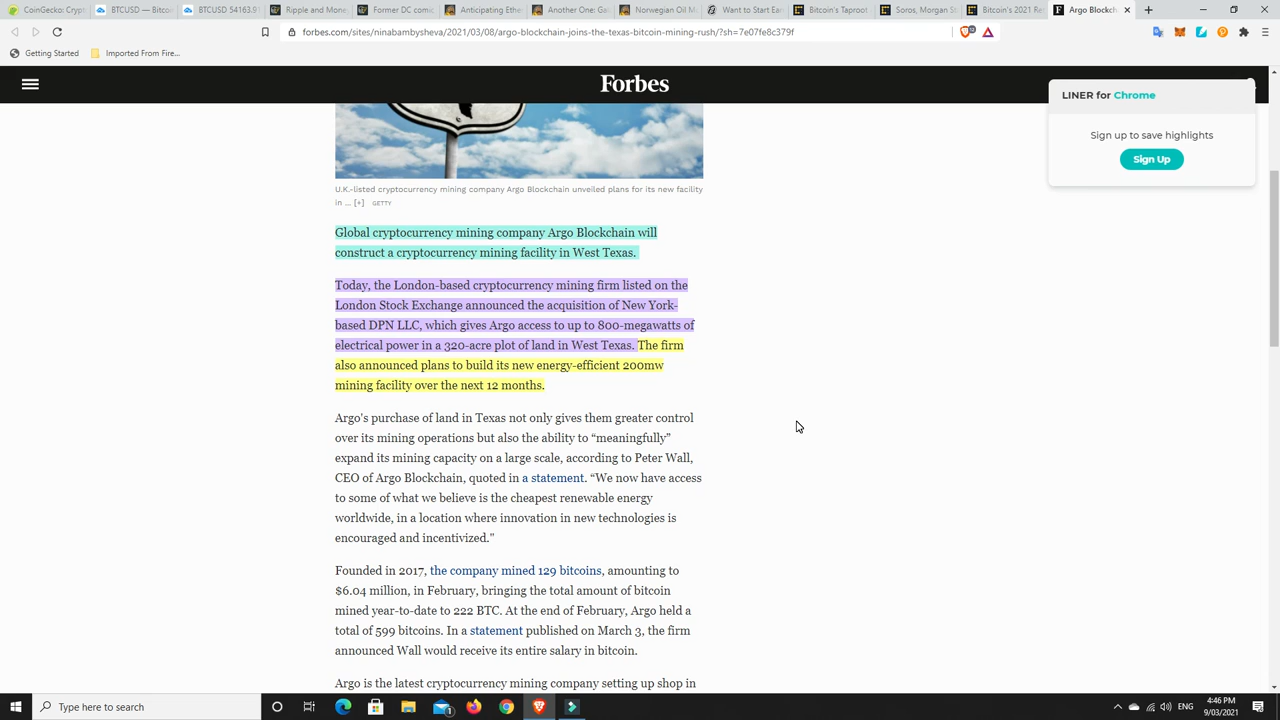 CoinGecko: Crypt
BTCUSD — Bitcoi
BTCUSD 54163.9
Ripple and Mone
Former DC comic
Anticipating Ethe
Another One: Gal
Norwegian Oil M
Want to Start Ear
Bitcoin's Taproot
Soros, Morgan St
Bitcoin's 2021 Re
Argo Blockch
forbes.com/sites/ninabambysheva/2021/03/08/argo-blockchain-joins-the-texas-bitcoin-mining-rush/?sh=7e07fe8c379f
Getting Started
Imported From Fire...
Forbes
LINER for Chrome
Sign up to save highlights
Sign Up
U.K.-listed cryptocurrency mining company Argo Blockchain unveiled plans for its new facility
in ... [+] GETTY
Global cryptocurrency mining company Argo Blockchain will
construct a cryptocurrency mining facility in West Texas.
Today, the London-based cryptocurrency mining firm listed on the
London Stock Exchange announced the acquisition of New York-
based DPN LLC, which gives Argo access to up to 800-megawatts of
electrical power in a 320-acre plot of land in West Texas. The firm
also announced plans to build its new energy-efficient 200mw
mining facility over the next 12 months.
Argo's purchase of land in Texas not only gives them greater control
over its mining operations but also the ability to “meaningfully”
expand its mining capacity on a large scale, according to Peter Wall,
CEO of Argo Blockchain, quoted in a statement. “We now have access
to some of what we believe is the cheapest renewable energy
worldwide, in a location where innovation in new technologies is
encouraged and incentivized.”
Founded in 2017, the company mined 129 bitcoins, amounting to
$6.04 million, in February, bringing the total amount of bitcoin
mined year-to-date to 222 BTC. At the end of February, Argo held a
total of 599 bitcoins. In a statement published on March 3, the firm
announced Wall would receive its entire salary in bitcoin.
Argo is the latest cryptocurrency mining company setting up shop in
Type here to search
ENG
4:46 PM
9/03/2021